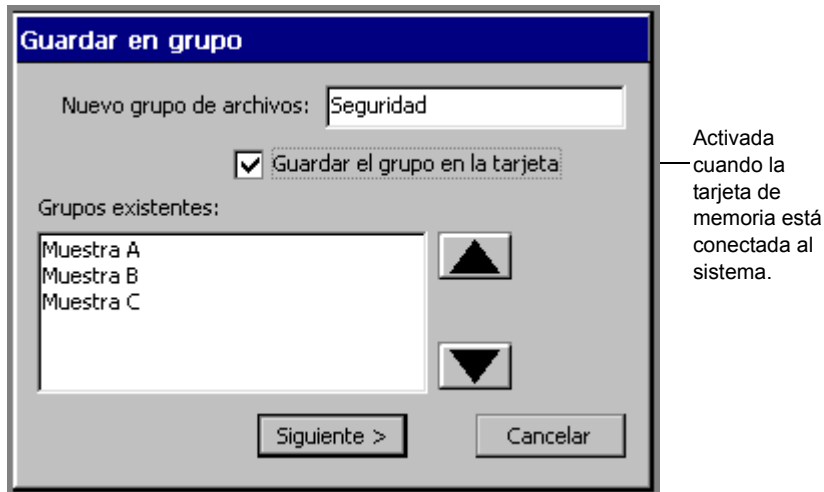 Guardar en grupo
Nuevo grupo de archivos: Seguridad
Guardar el grupo en la tarjeta
Grupos existentes:
Muestra A
Muestra B
Muestra C
Siguiente >
Cancelar
Activada
cuando la
tarjeta de
memoria está
conectada al
sistema.